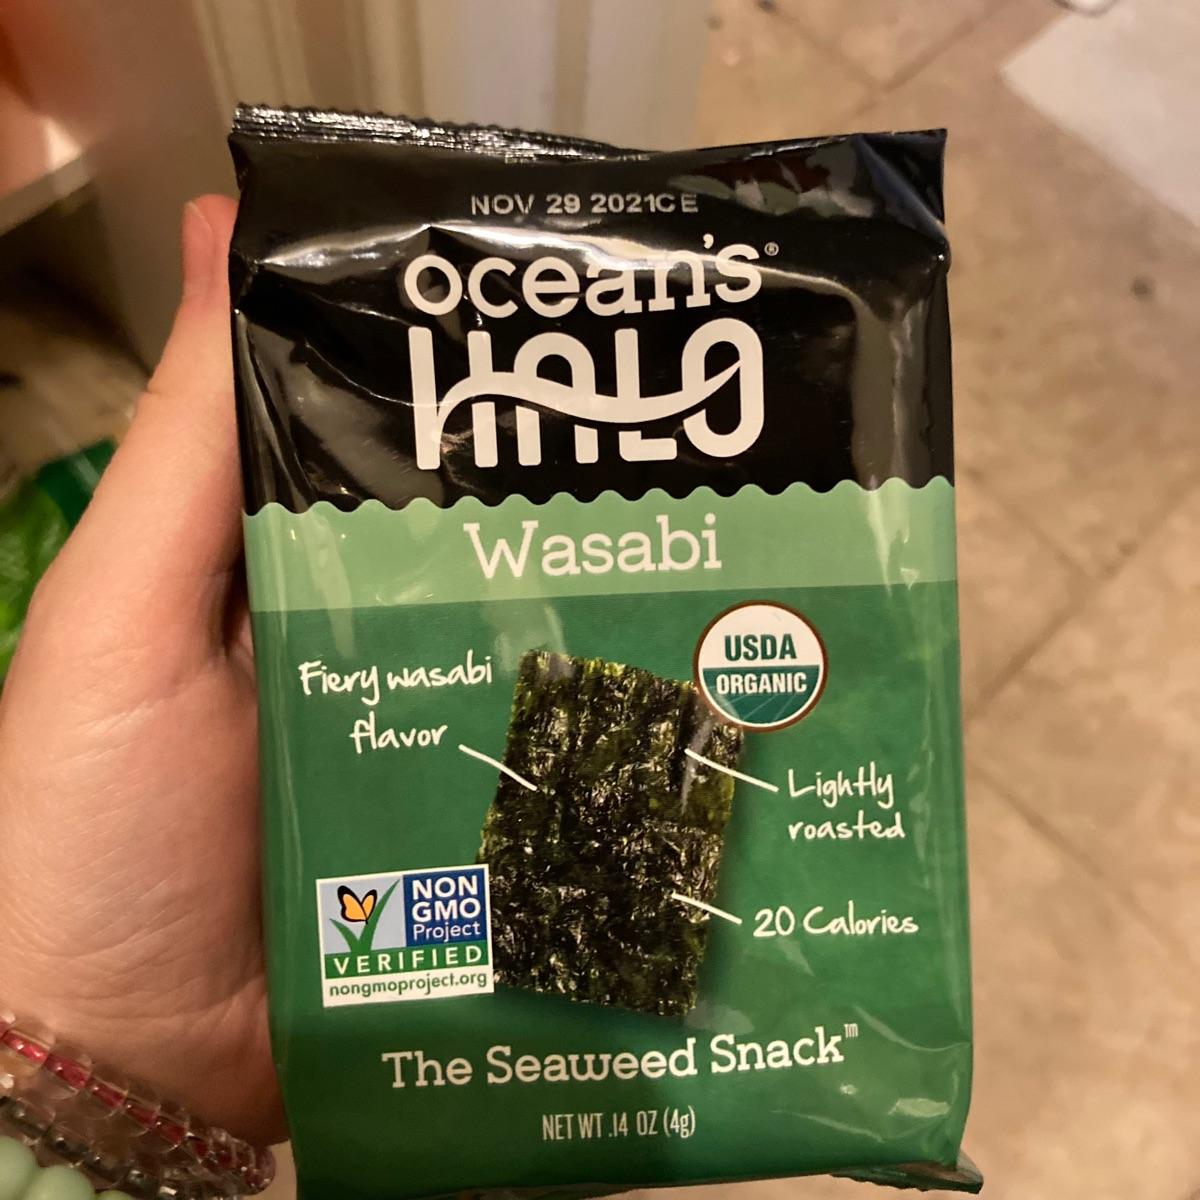 NOV 29 2021CE
ocean's®
HALO
Wasabi
USDA
ORGANIC
Fiery wasabi
flavor
Lightly
roasted
NON
GMO
Project
VERIFIED
nongmoproject.org
20 Calories
The Seaweed Snack™
NET WT .14 OZ (4g)